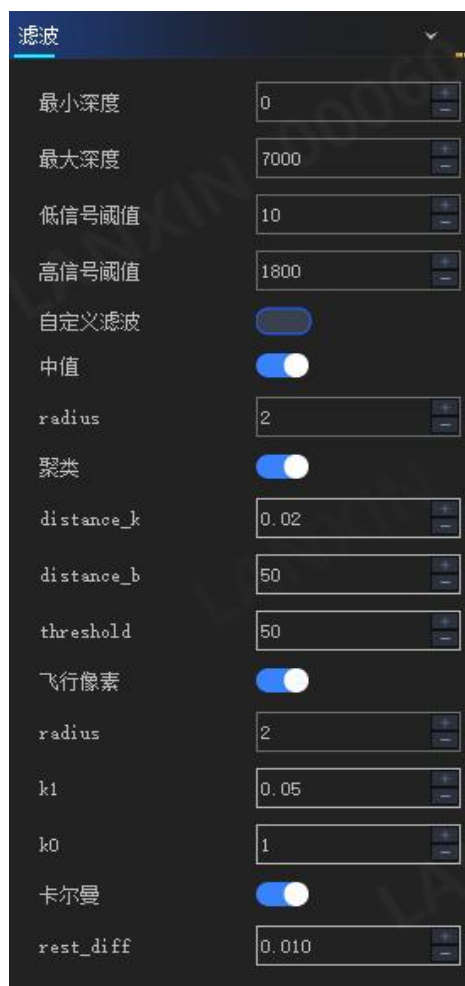 滤波
最小深度 0
最大深度 7000
低信号阈值 10
高信号阈值 1800
自定义滤波
中值
radius 2
聚类
distance_k 0.02
distance_b 50
threshold 50
飞行像素
radius 2
k1 0.05
k0 1
卡尔曼
rest_diff 0.010